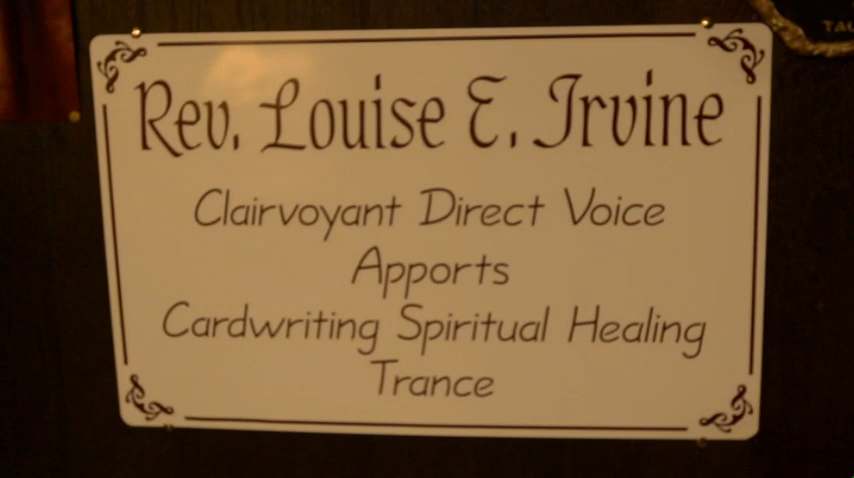 Rev. Louise E. Irvine
Clairvoyant Direct Voice
Apports
Cardwriting Spiritual Healing
Trance